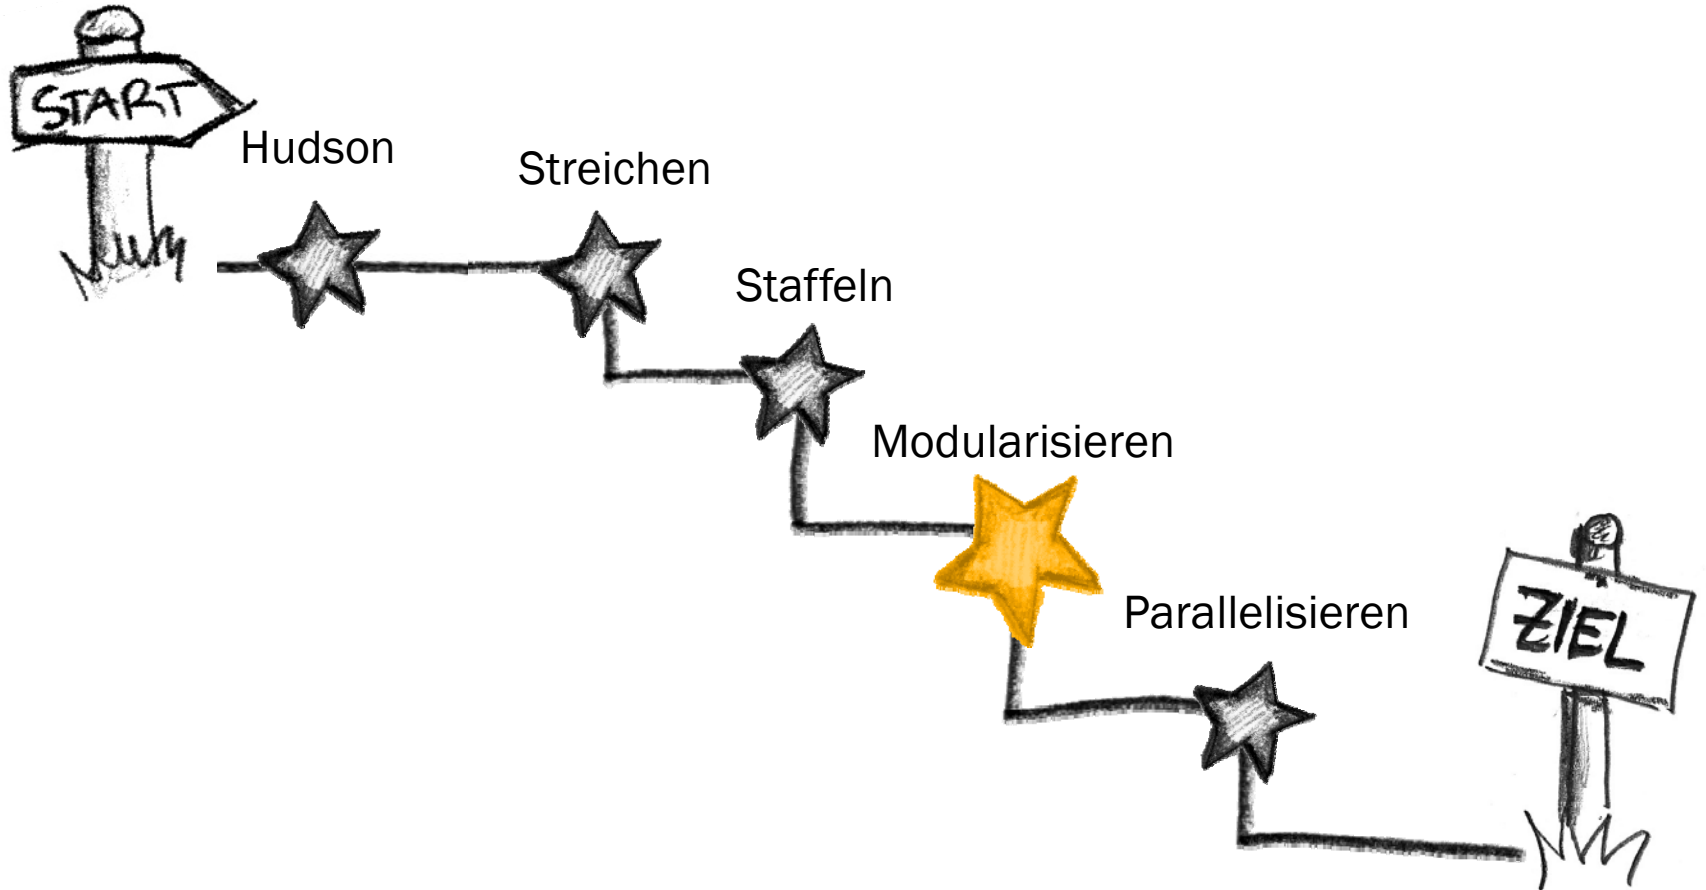 START
Hudson
Streichen
Staffeln
Modularisieren
Parallelisieren
ZIEL